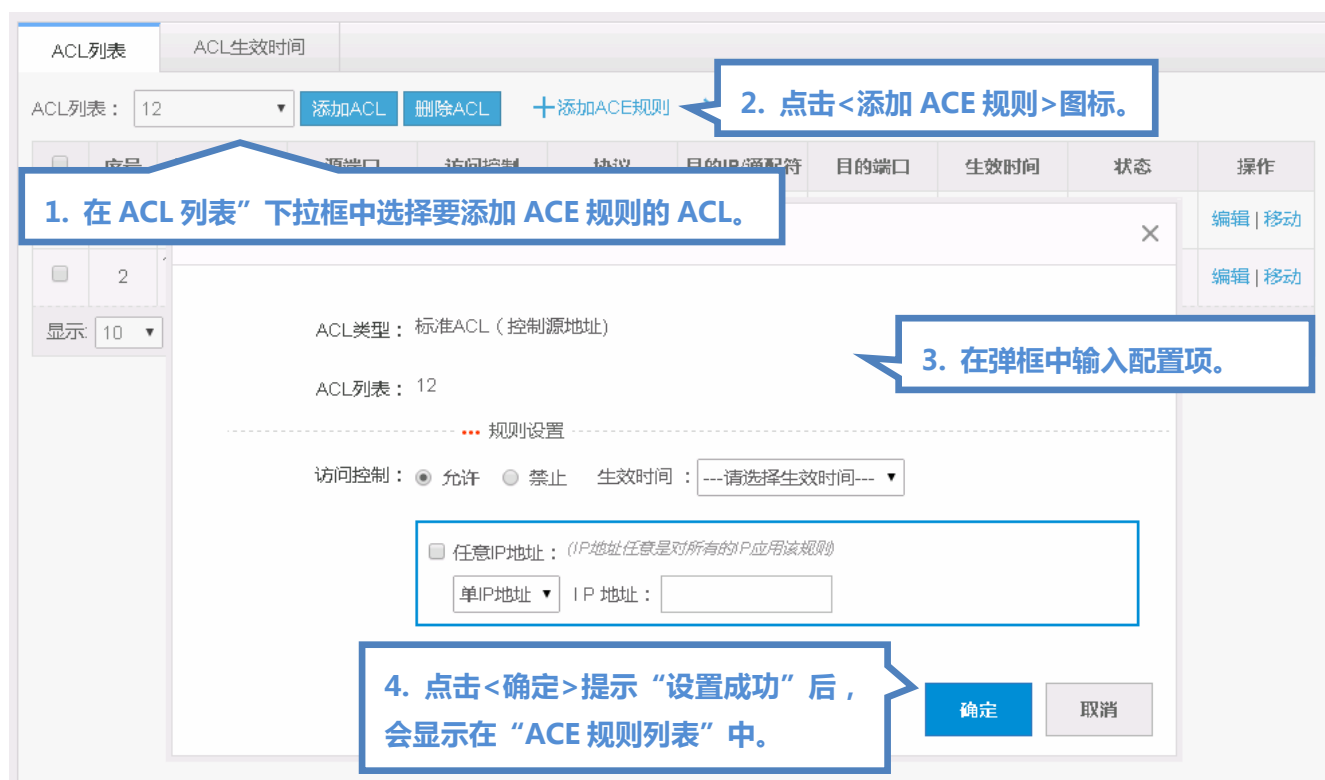 ACL列表 ACL生效时间
ACL列表： 12 添加ACL 删除ACL 添加ACE规则
2. 点击<添加 ACE 规则>图标。
目的端口 生效时间 状态 操作
1. 在 ACL 列表”下拉框中选择要添加 ACE 规则的 ACL。
编辑 | 移动
2 编辑 | 移动
显示: 10
ACL类型： 标准ACL ( 控制源地址)
3. 在弹框中输入配置项。
ACL列表： 12
••• 规则设置
访问控制： 允许 禁止 生效时间 ： ---请选择生效时间---
任意IP地址： (IP地址任意是对所有的IP应用该规则)
单IP地址 I P 地址：
4. 点击<确定>提示“设置成功”后，
会显示在“ACE 规则列表”中。
确定 取消